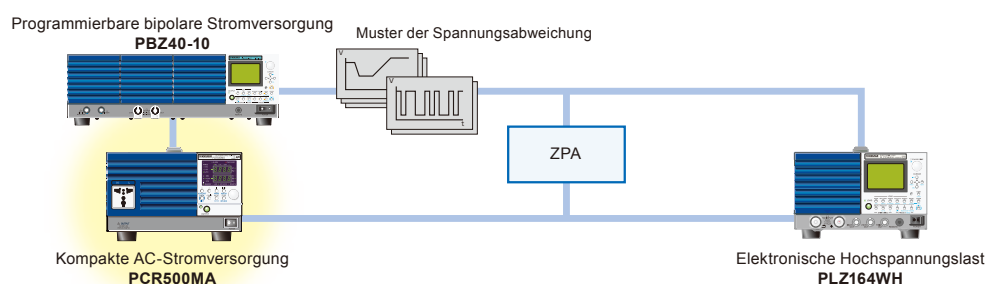 Programmierbare bipolare Stromversorgung
PBZ40-10
Muster der Spannungsabweichung
V
V
t
ZPA
Kompakte AC-Stromversorgung
PCR500MA
Elektronische Hochspannungslast
PLZ164WH